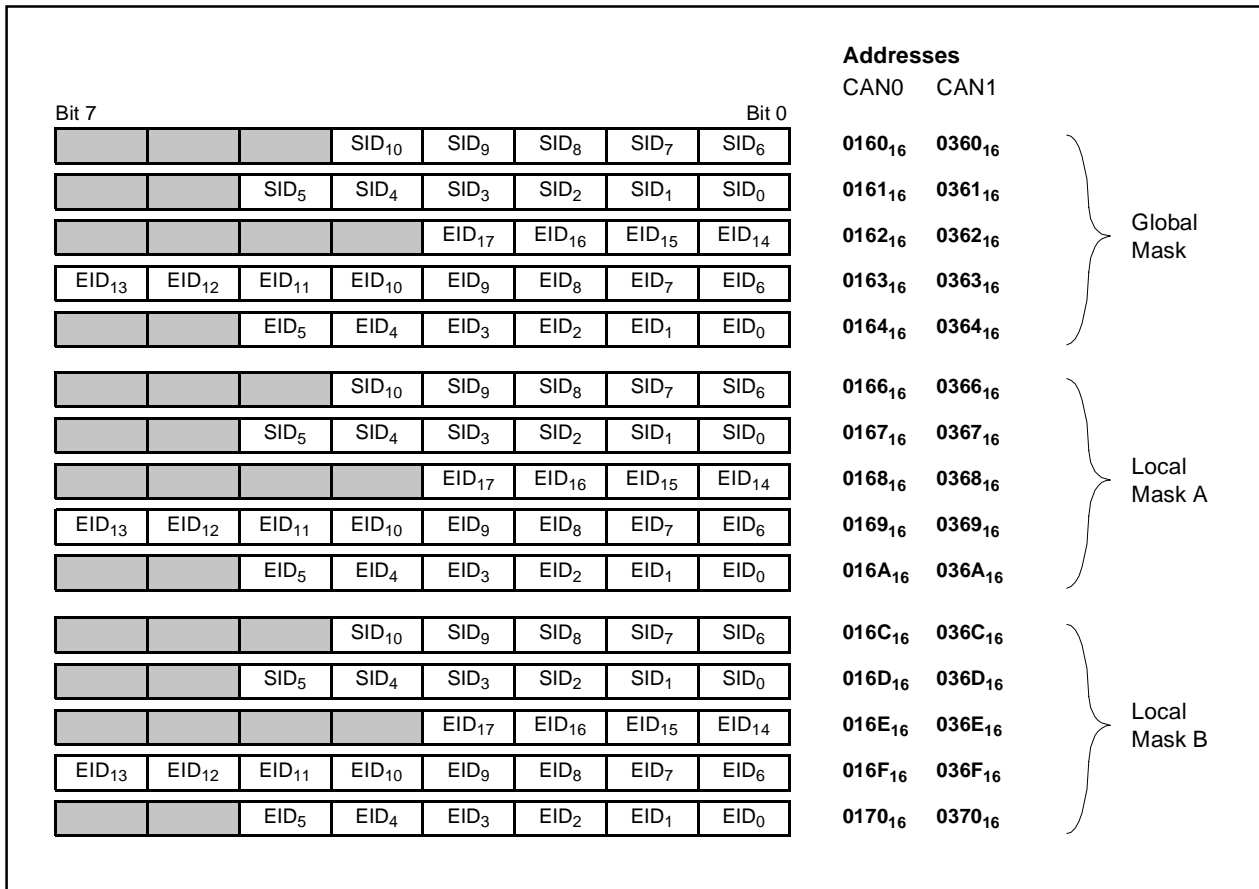 Addresses
CAN0 CAN1
Bit 7 Bit 0
SID10 SID9 SID8 SID7 SID6 016016 036016
SID5 SID4 SID3 SID2 SID1 SID0 016116 036116
EID17 EID16 EID15 EID14 016216 036216
EID13 EID12 EID11 EID10 EID9 EID8 EID7 EID6 016316 036316
EID5 EID4 EID3 EID2 EID1 EID0 016416 036416
Global
Mask
SID10 SID9 SID8 SID7 SID6 016616 036616
SID5 SID4 SID3 SID2 SID1 SID0 016716 036716
EID17 EID16 EID15 EID14 016816 036816
EID13 EID12 EID11 EID10 EID9 EID8 EID7 EID6 016916 036916
EID5 EID4 EID3 EID2 EID1 EID0 016A16 036A16
Local
Mask A
SID10 SID9 SID8 SID7 SID6 016C16 036C16
SID5 SID4 SID3 SID2 SID1 SID0 016D16 036D16
EID17 EID16 EID15 EID14 016E16 036E16
EID13 EID12 EID11 EID10 EID9 EID8 EID7 EID6 016F16 036F16
EID5 EID4 EID3 EID2 EID1 EID0 017016 037016
Local
Mask B